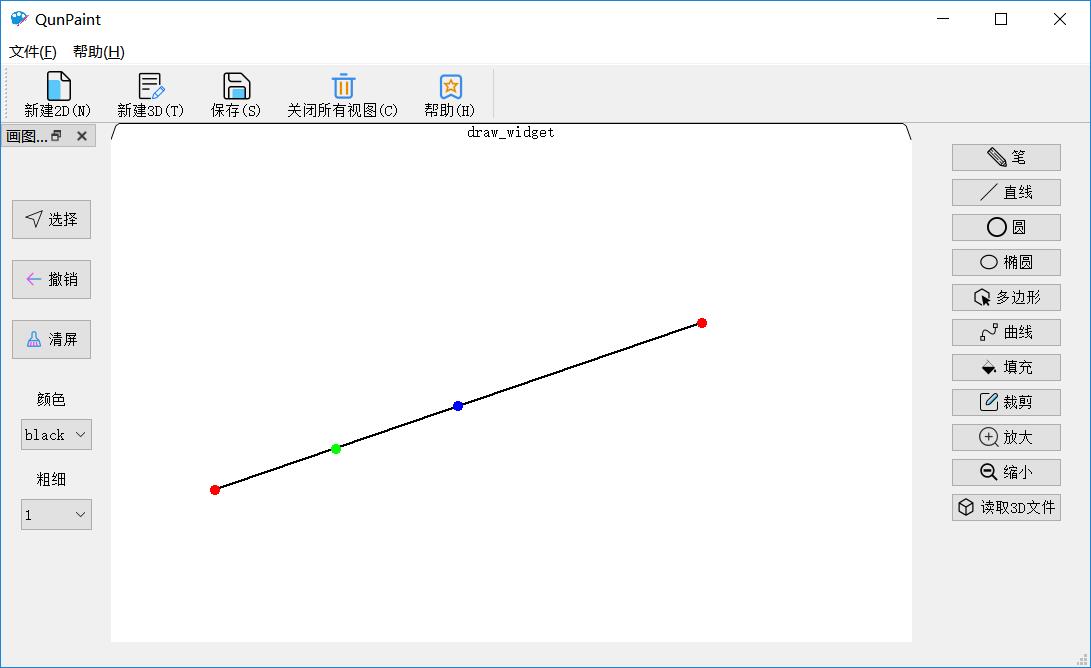 QunPaint
文件(F) 帮助(H)
新建2D(N) 新建3D(T) 保存(S) 关闭所有视图(C) 帮助(H)
画图...
draw_widget
选择
撤销
清屏
颜色
black
粗细
1
笔
直线
圆
椭圆
多边形
曲线
填充
裁剪
放大
缩小
读取3D文件